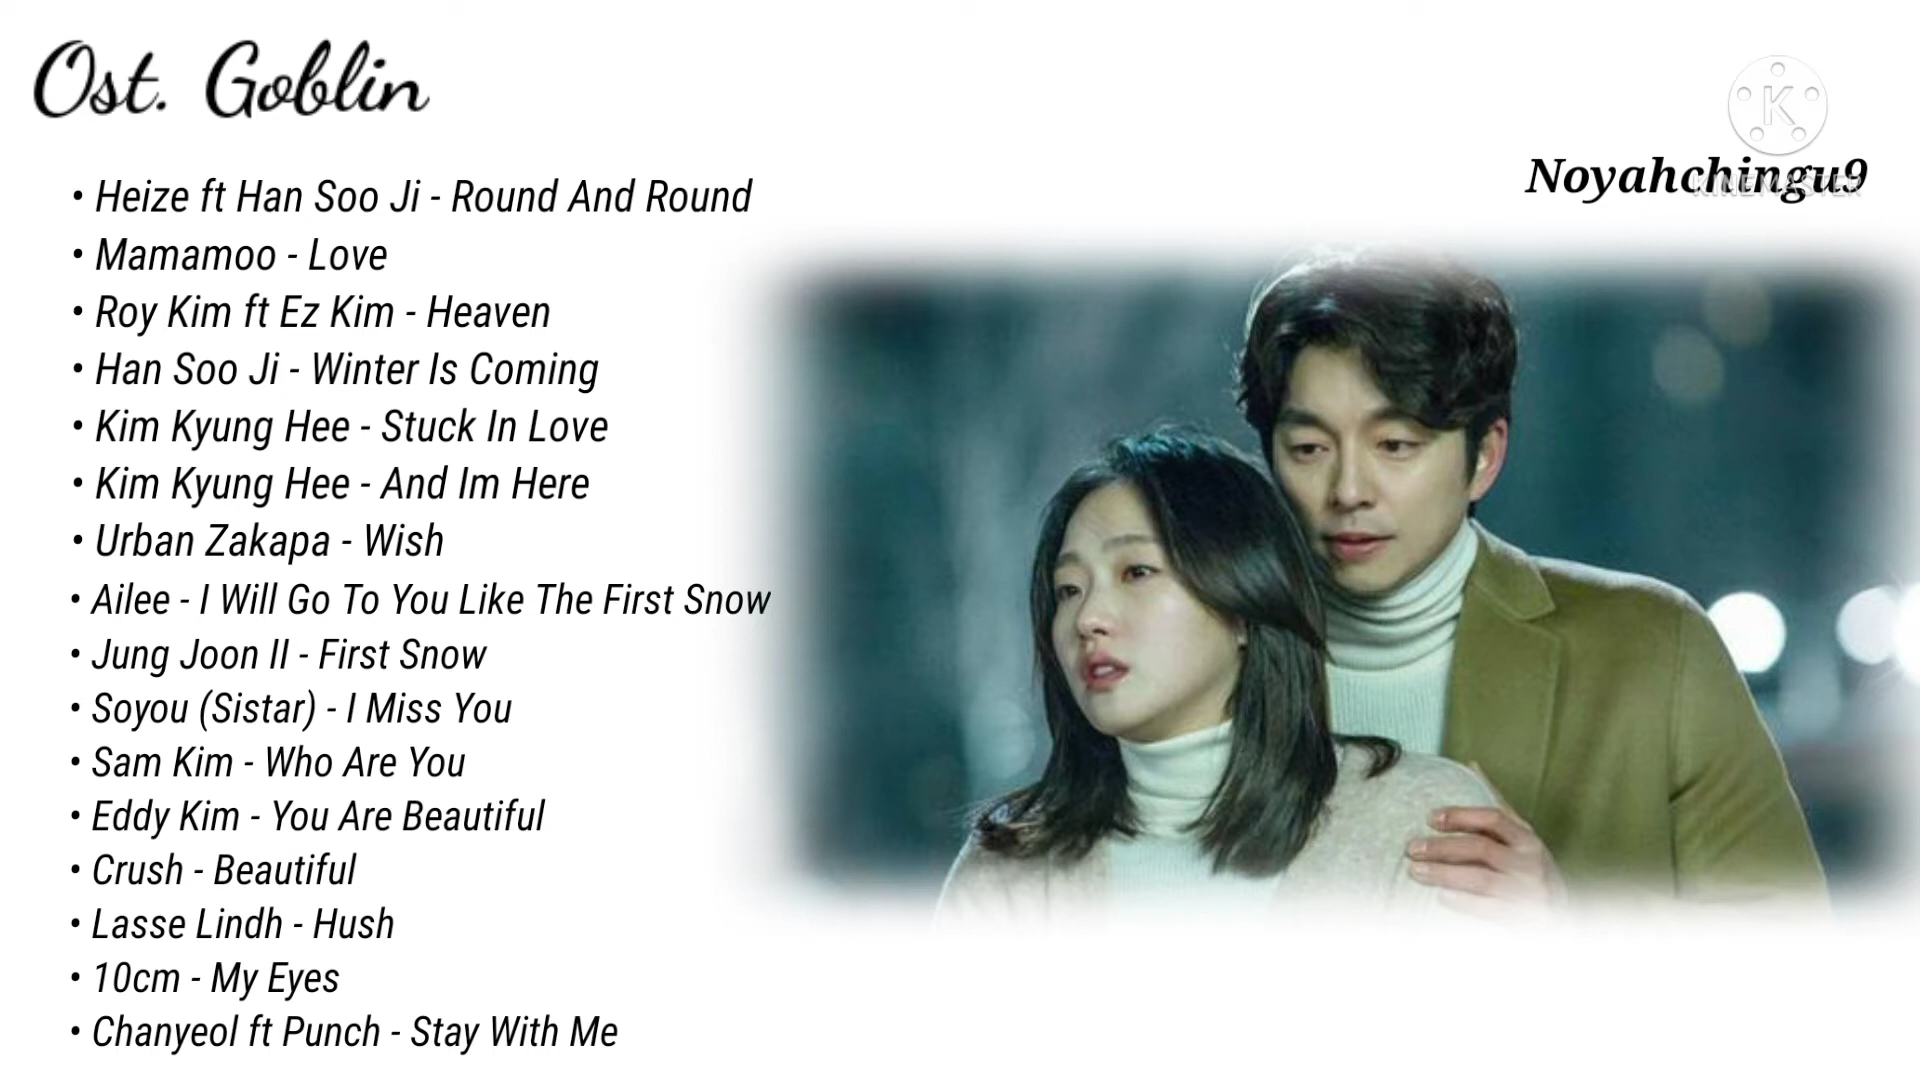 Ost. Goblin
K
Noyahchingu9
KINEMASTER
• Heize ft Han Soo Ji - Round And Round
• Mamamoo - Love
• Roy Kim ft Ez Kim - Heaven
• Han Soo Ji - Winter Is Coming
• Kim Kyung Hee - Stuck In Love
• Kim Kyung Hee - And Im Here
• Urban Zakapa - Wish
• Ailee - I Will Go To You Like The First Snow
• Jung Joon Il - First Snow
• Soyou (Sistar) - I Miss You
• Sam Kim - Who Are You
• Eddy Kim - You Are Beautiful
• Crush - Beautiful
• Lasse Lindh - Hush
• 10cm - My Eyes
• Chanyeol ft Punch - Stay With Me